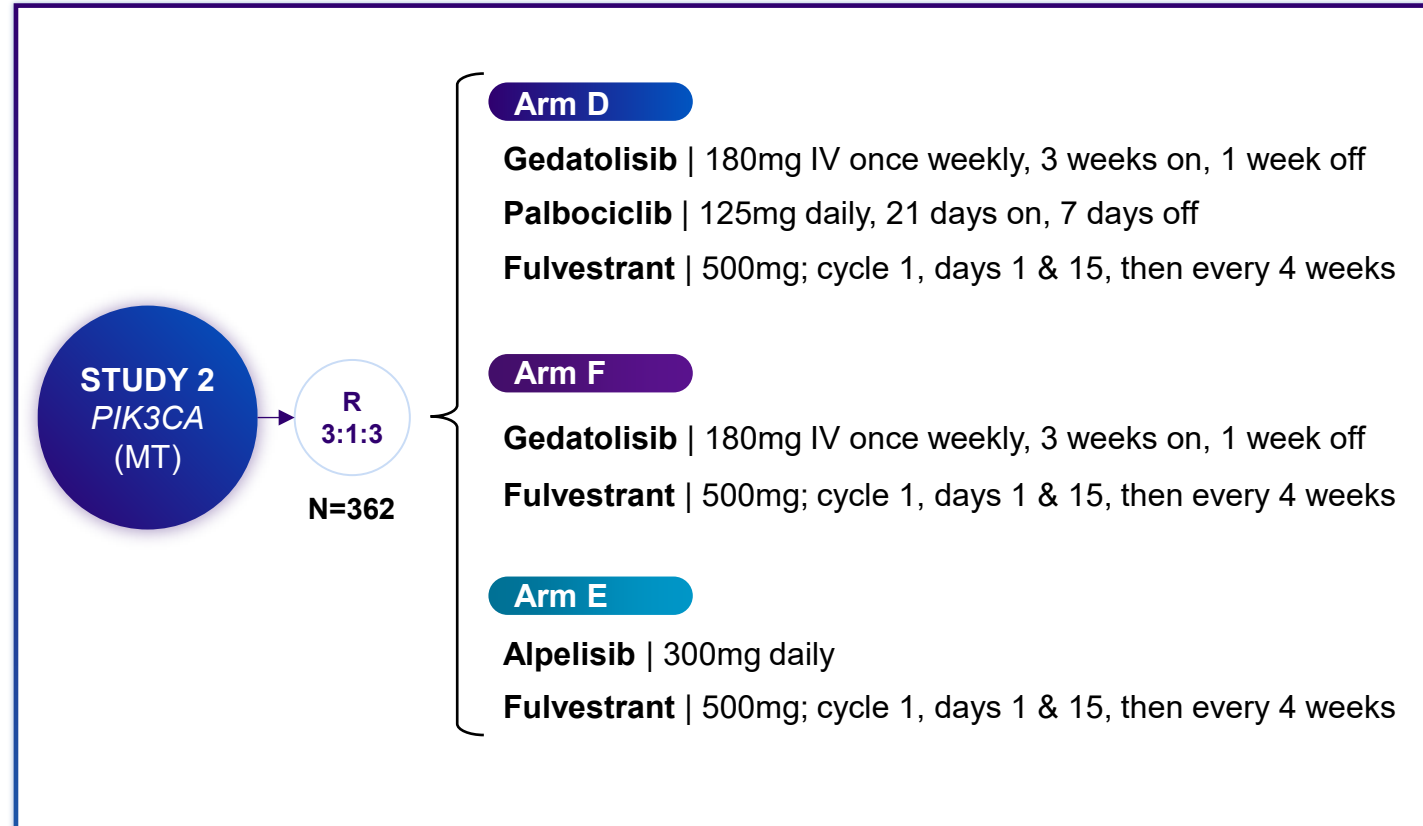 STUDY 2
PIK3CA
(MT)
R
3:1:3
N=362
Arm D
Gedatolisib | 180mg IV once weekly, 3 weeks on, 1 week off
Palbociclib | 125mg daily, 21 days on, 7 days off
Fulvestrant | 500mg; cycle 1, days 1 & 15, then every 4 weeks
Arm F
Gedatolisib | 180mg IV once weekly, 3 weeks on, 1 week off
Fulvestrant | 500mg; cycle 1, days 1 & 15, then every 4 weeks
Arm E
Alpelisib | 300mg daily
Fulvestrant | 500mg; cycle 1, days 1 & 15, then every 4 weeks